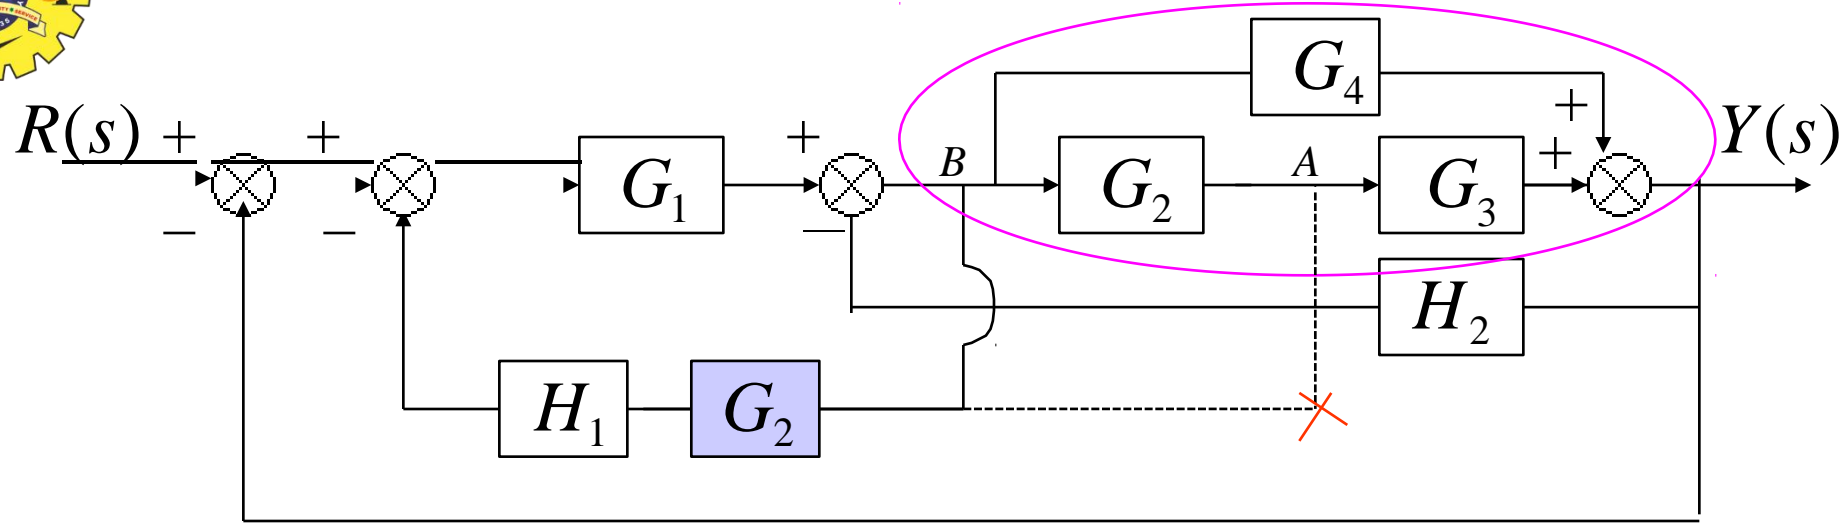 G4
R(s) + + + B A + + Y(s)
G1 G2 G3
− − −
H2
H1 G2